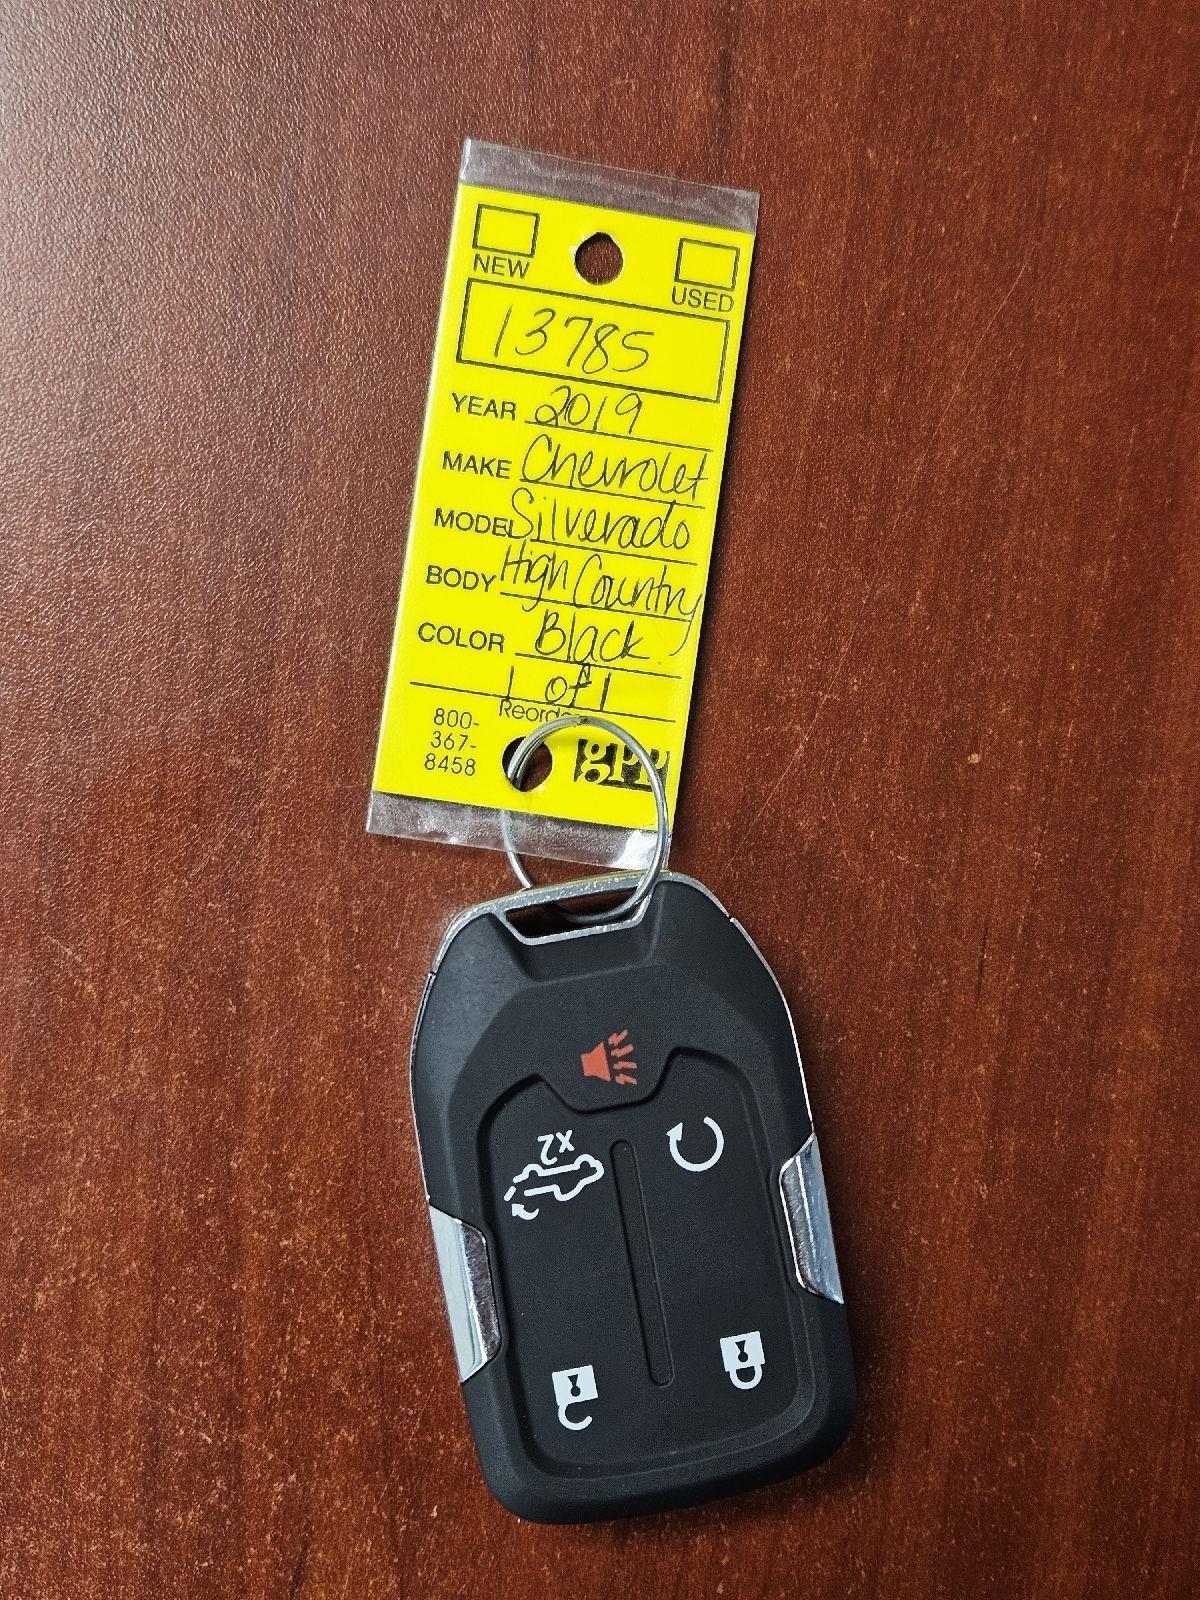 NEW USED
13785
YEAR 2019
MAKE Chevrolet
MODEL Silverado
BODY High Country
COLOR Black
1 of 1
800-
367-
8458
gpp
x2